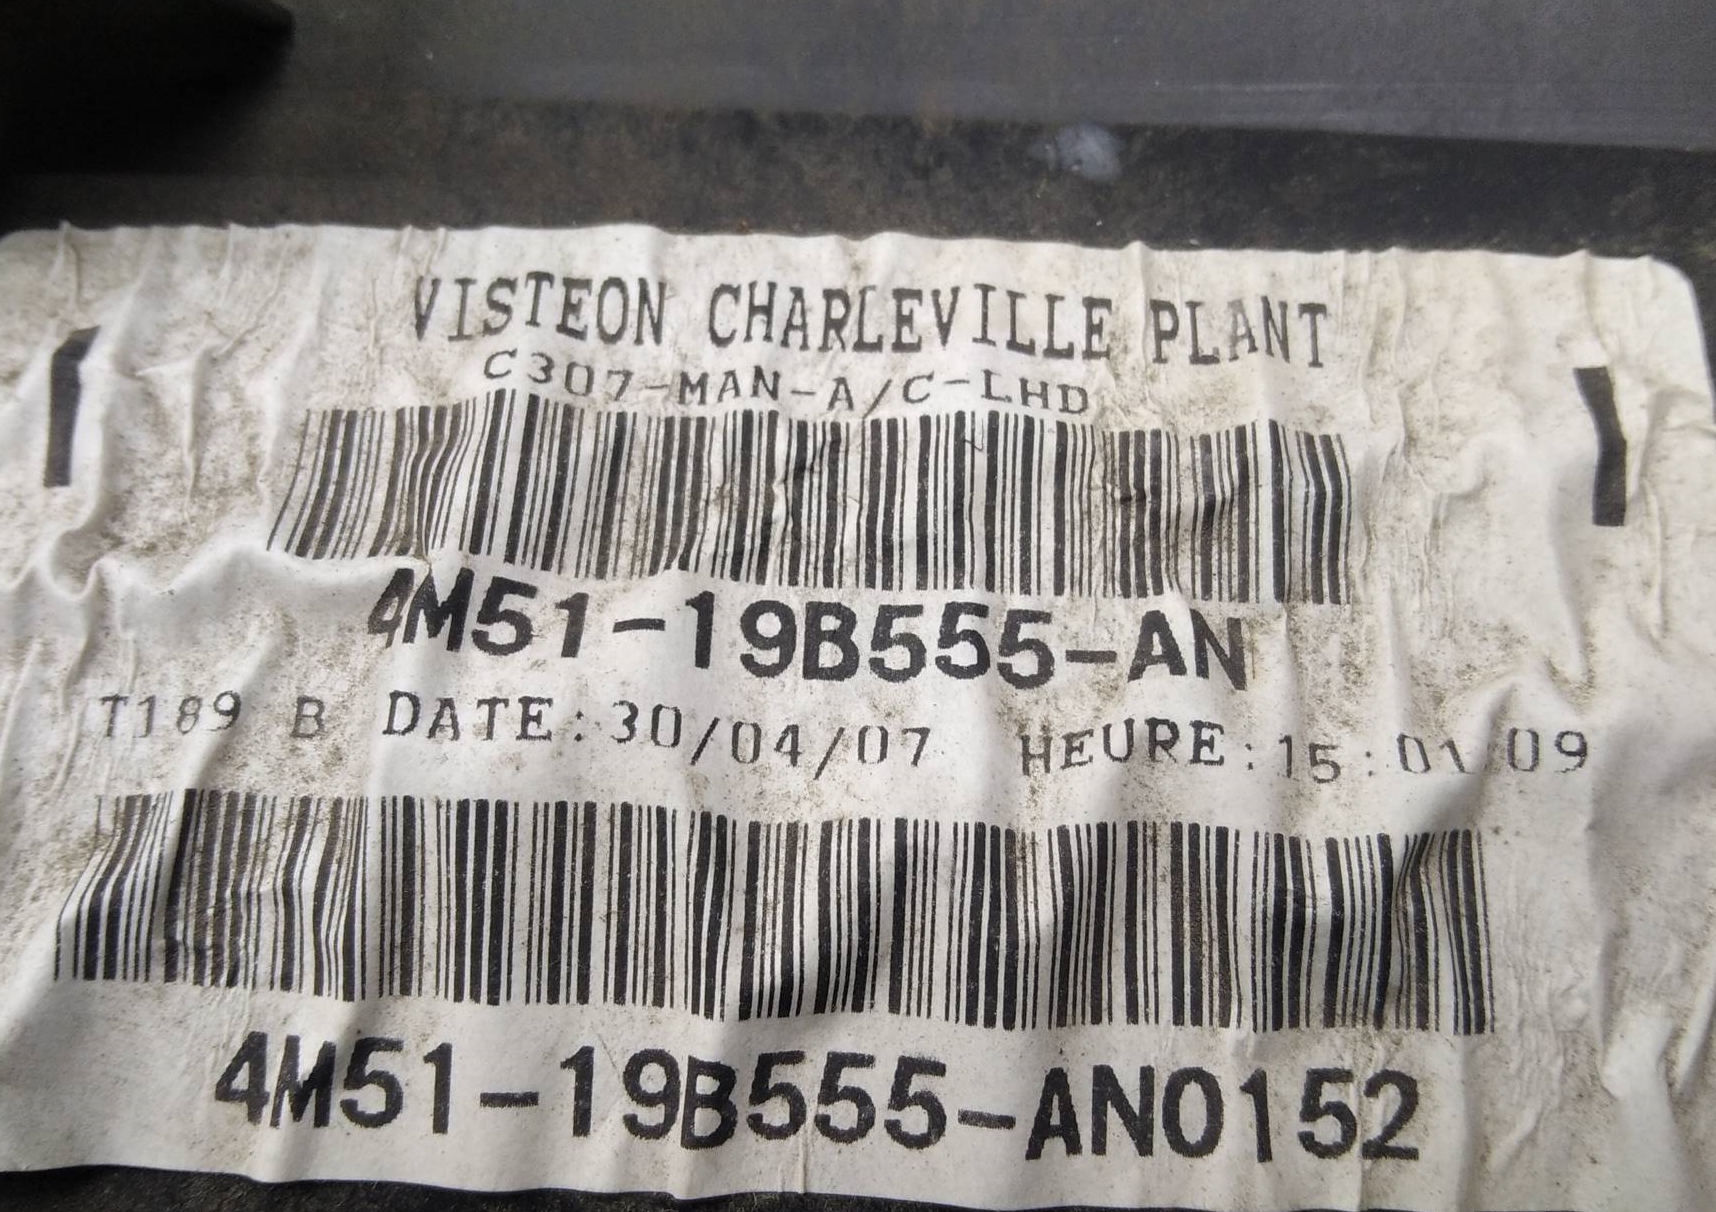 VISTEON CHARLEVILLE PLANT
C307-MAN-A/C-LHD
4M51-19B555-AN
T189 B DATE:30/04/07 HEURE:15:01 09
4M51-19B555-AN0152